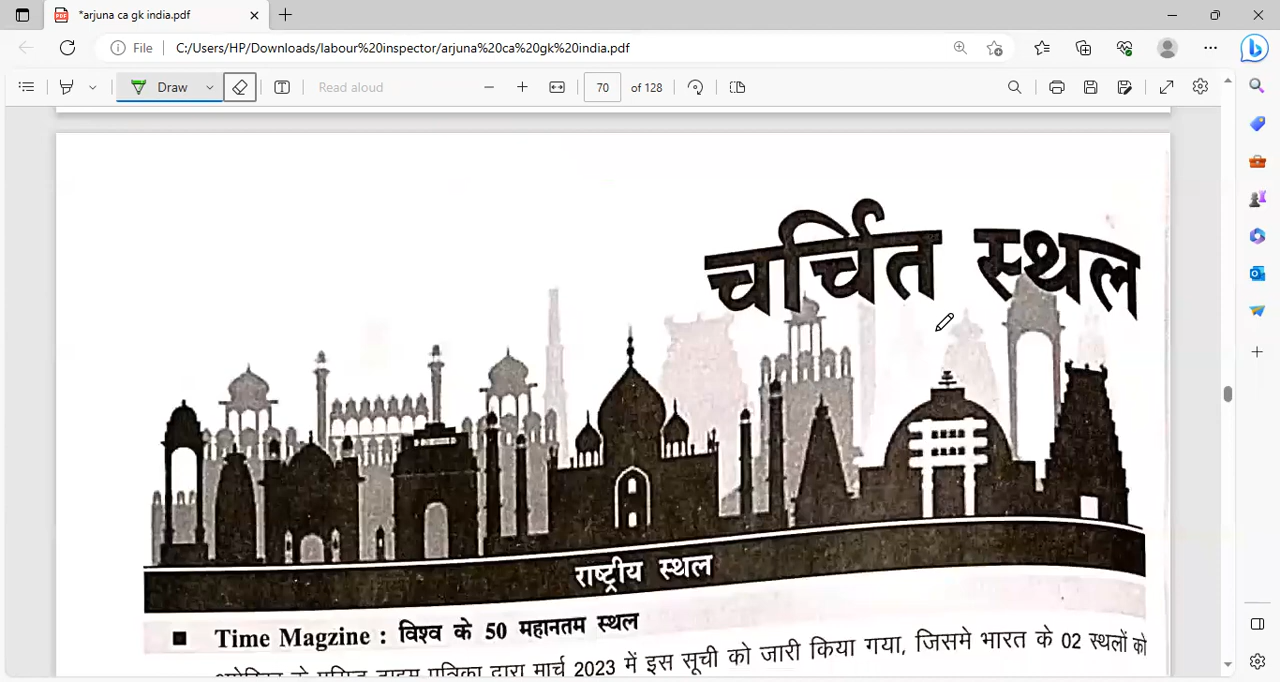 *arjuna ca gk india.pdf
File
C:/Users/HP/Downloads/labour%20inspector/arjuna%20ca%20gk%20india.pdf
Draw
Read aloud
70
of 128
चर्चित स्थल
राष्ट्रीय स्थल
■ Time Magzine : विश्व के 50 महानतम स्थल
पत्रिका द्वारा मार्च 2023 में इस सूची को जारी किया गया, जिसमे भारत के 02 स्थलों को